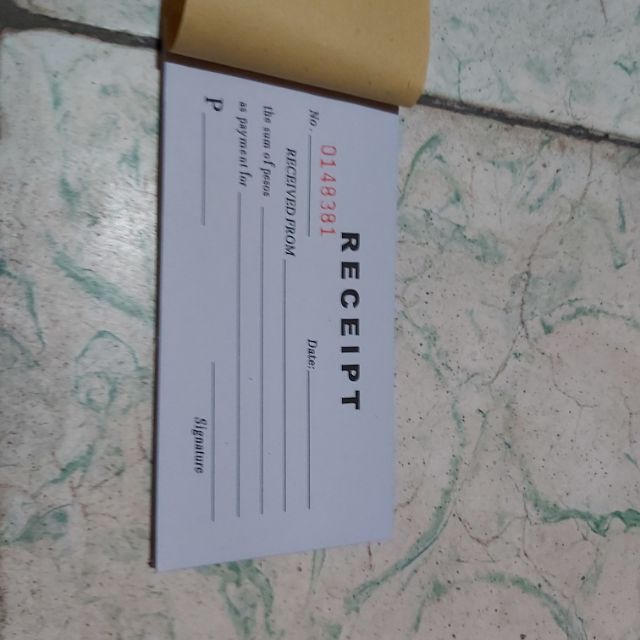 RECEIPT
0148381
No. Date:
RECEIVED FROM
the sum of pesos
as payment for
P
Signature